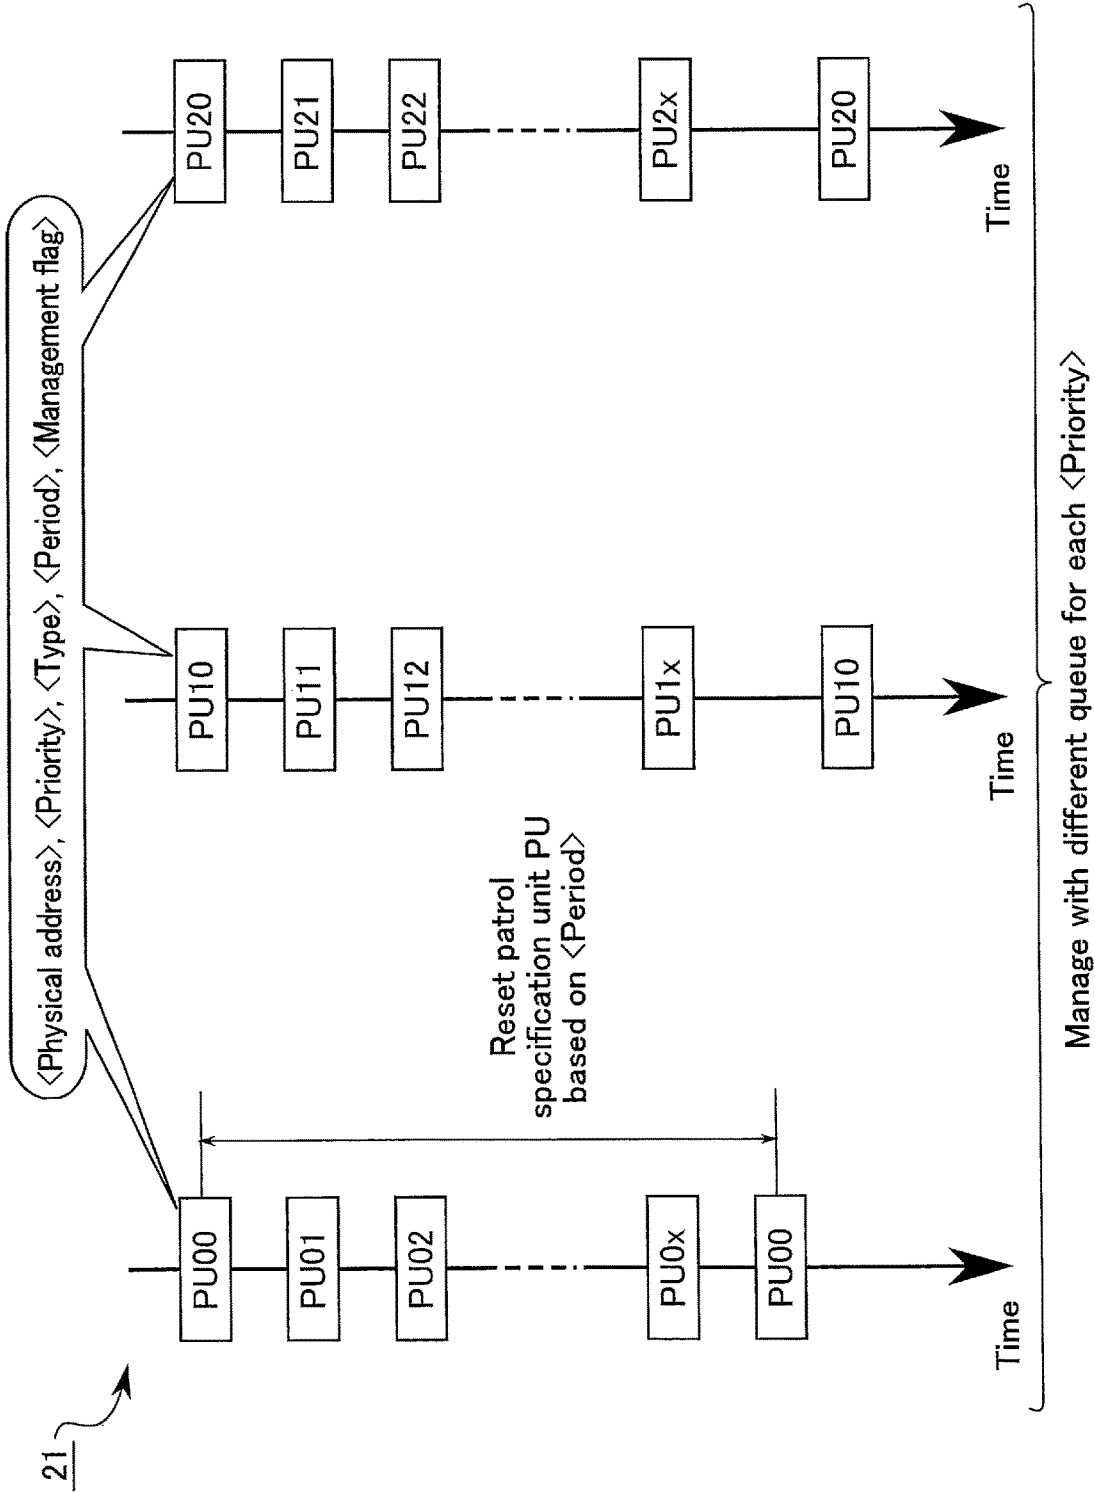 21
<Physical address>, <Priority>, <Type>, <Period>, <Management flag>
PU00
PU01
PU02
PU0x
PU00
Time
Reset patrol
specification unit PU
based on <Period>
PU10
PU11
PU12
PU1x
PU10
Time
PU20
PU21
PU22
PU2x
PU20
Time
Manage with different queue for each <Priority>